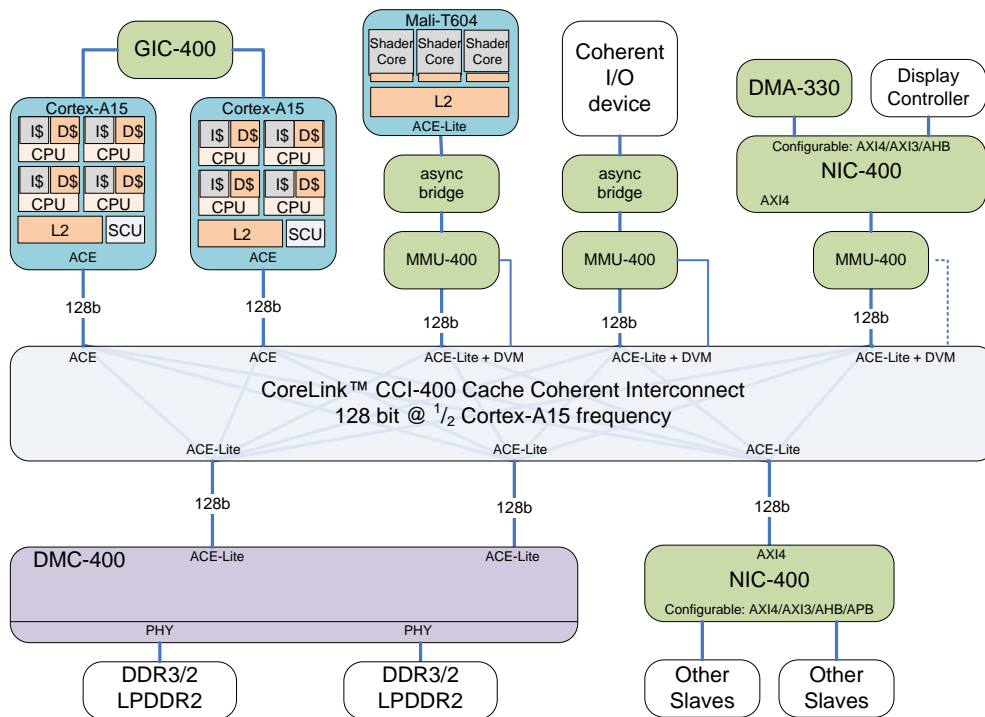 GIC-400
Cortex-A15
I$ D$ I$ D$
CPU CPU
I$ D$ I$ D$
CPU CPU
L2 SCU
ACE
Cortex-A15
I$ D$ I$ D$
CPU CPU
I$ D$ I$ D$
CPU CPU
L2 SCU
ACE
Mali-T604
Shader Shader Shader
Core Core Core
L2
ACE-Lite
async
bridge
MMU-400
Coherent
I/O
device
async
bridge
MMU-400
DMA-330
Display
Controller
Configurable: AXI4/AXI3/AHB
NIC-400
AXI4
MMU-400
128b 128b 128b 128b 128b
ACE ACE ACE-Lite + DVM ACE-Lite + DVM ACE-Lite + DVM
CoreLink™ CCI-400 Cache Coherent Interconnect
128 bit @ 1/2 Cortex-A15 frequency
ACE-Lite ACE-Lite ACE-Lite
128b 128b 128b
ACE-Lite ACE-Lite
DMC-400
PHY PHY
DDR3/2
LPDDR2
DDR3/2
LPDDR2
AXI4
NIC-400
Configurable: AXI4/AXI3/AHB/APB
Other
Slaves
Other
Slaves